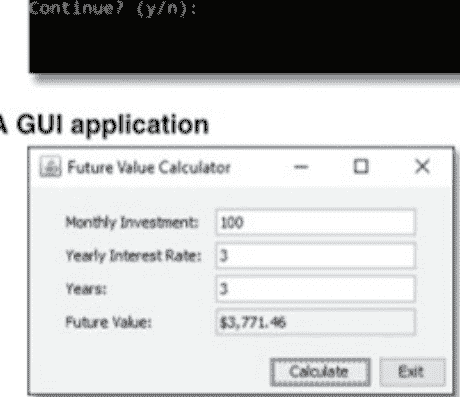 Continue? (y/n):
A GUI application
Future Value Calculator
Monthly Investment: 100
Yearly Interest Rate: 3
Years: 3
Future Value: $3,771.46
Calculate Exit